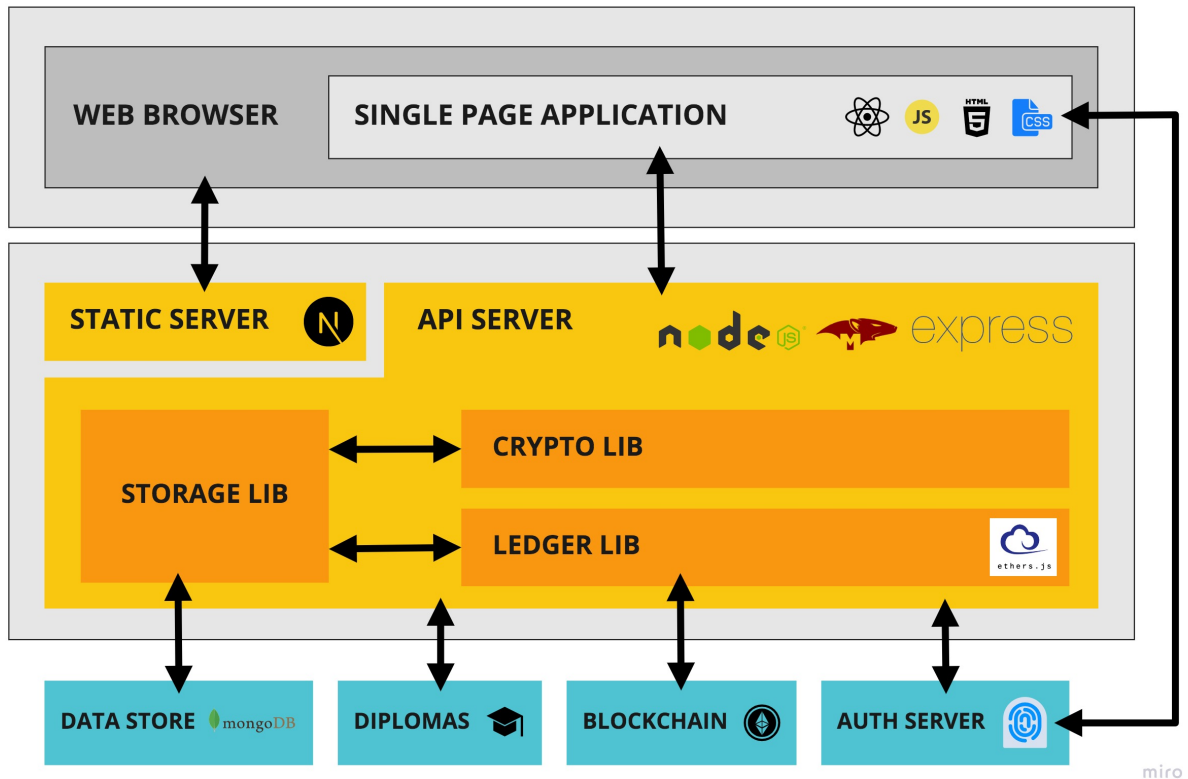 WEB BROWSER
SINGLE PAGE APPLICATION
JS
HTML
5
CSS
STATIC SERVER
N
API SERVER
node
JS
M
express
CRYPTO LIB
STORAGE LIB
LEDGER LIB
ethers.js
DATA STORE
mongoDB
DIPLOMAS
BLOCKCHAIN
AUTH SERVER
miro